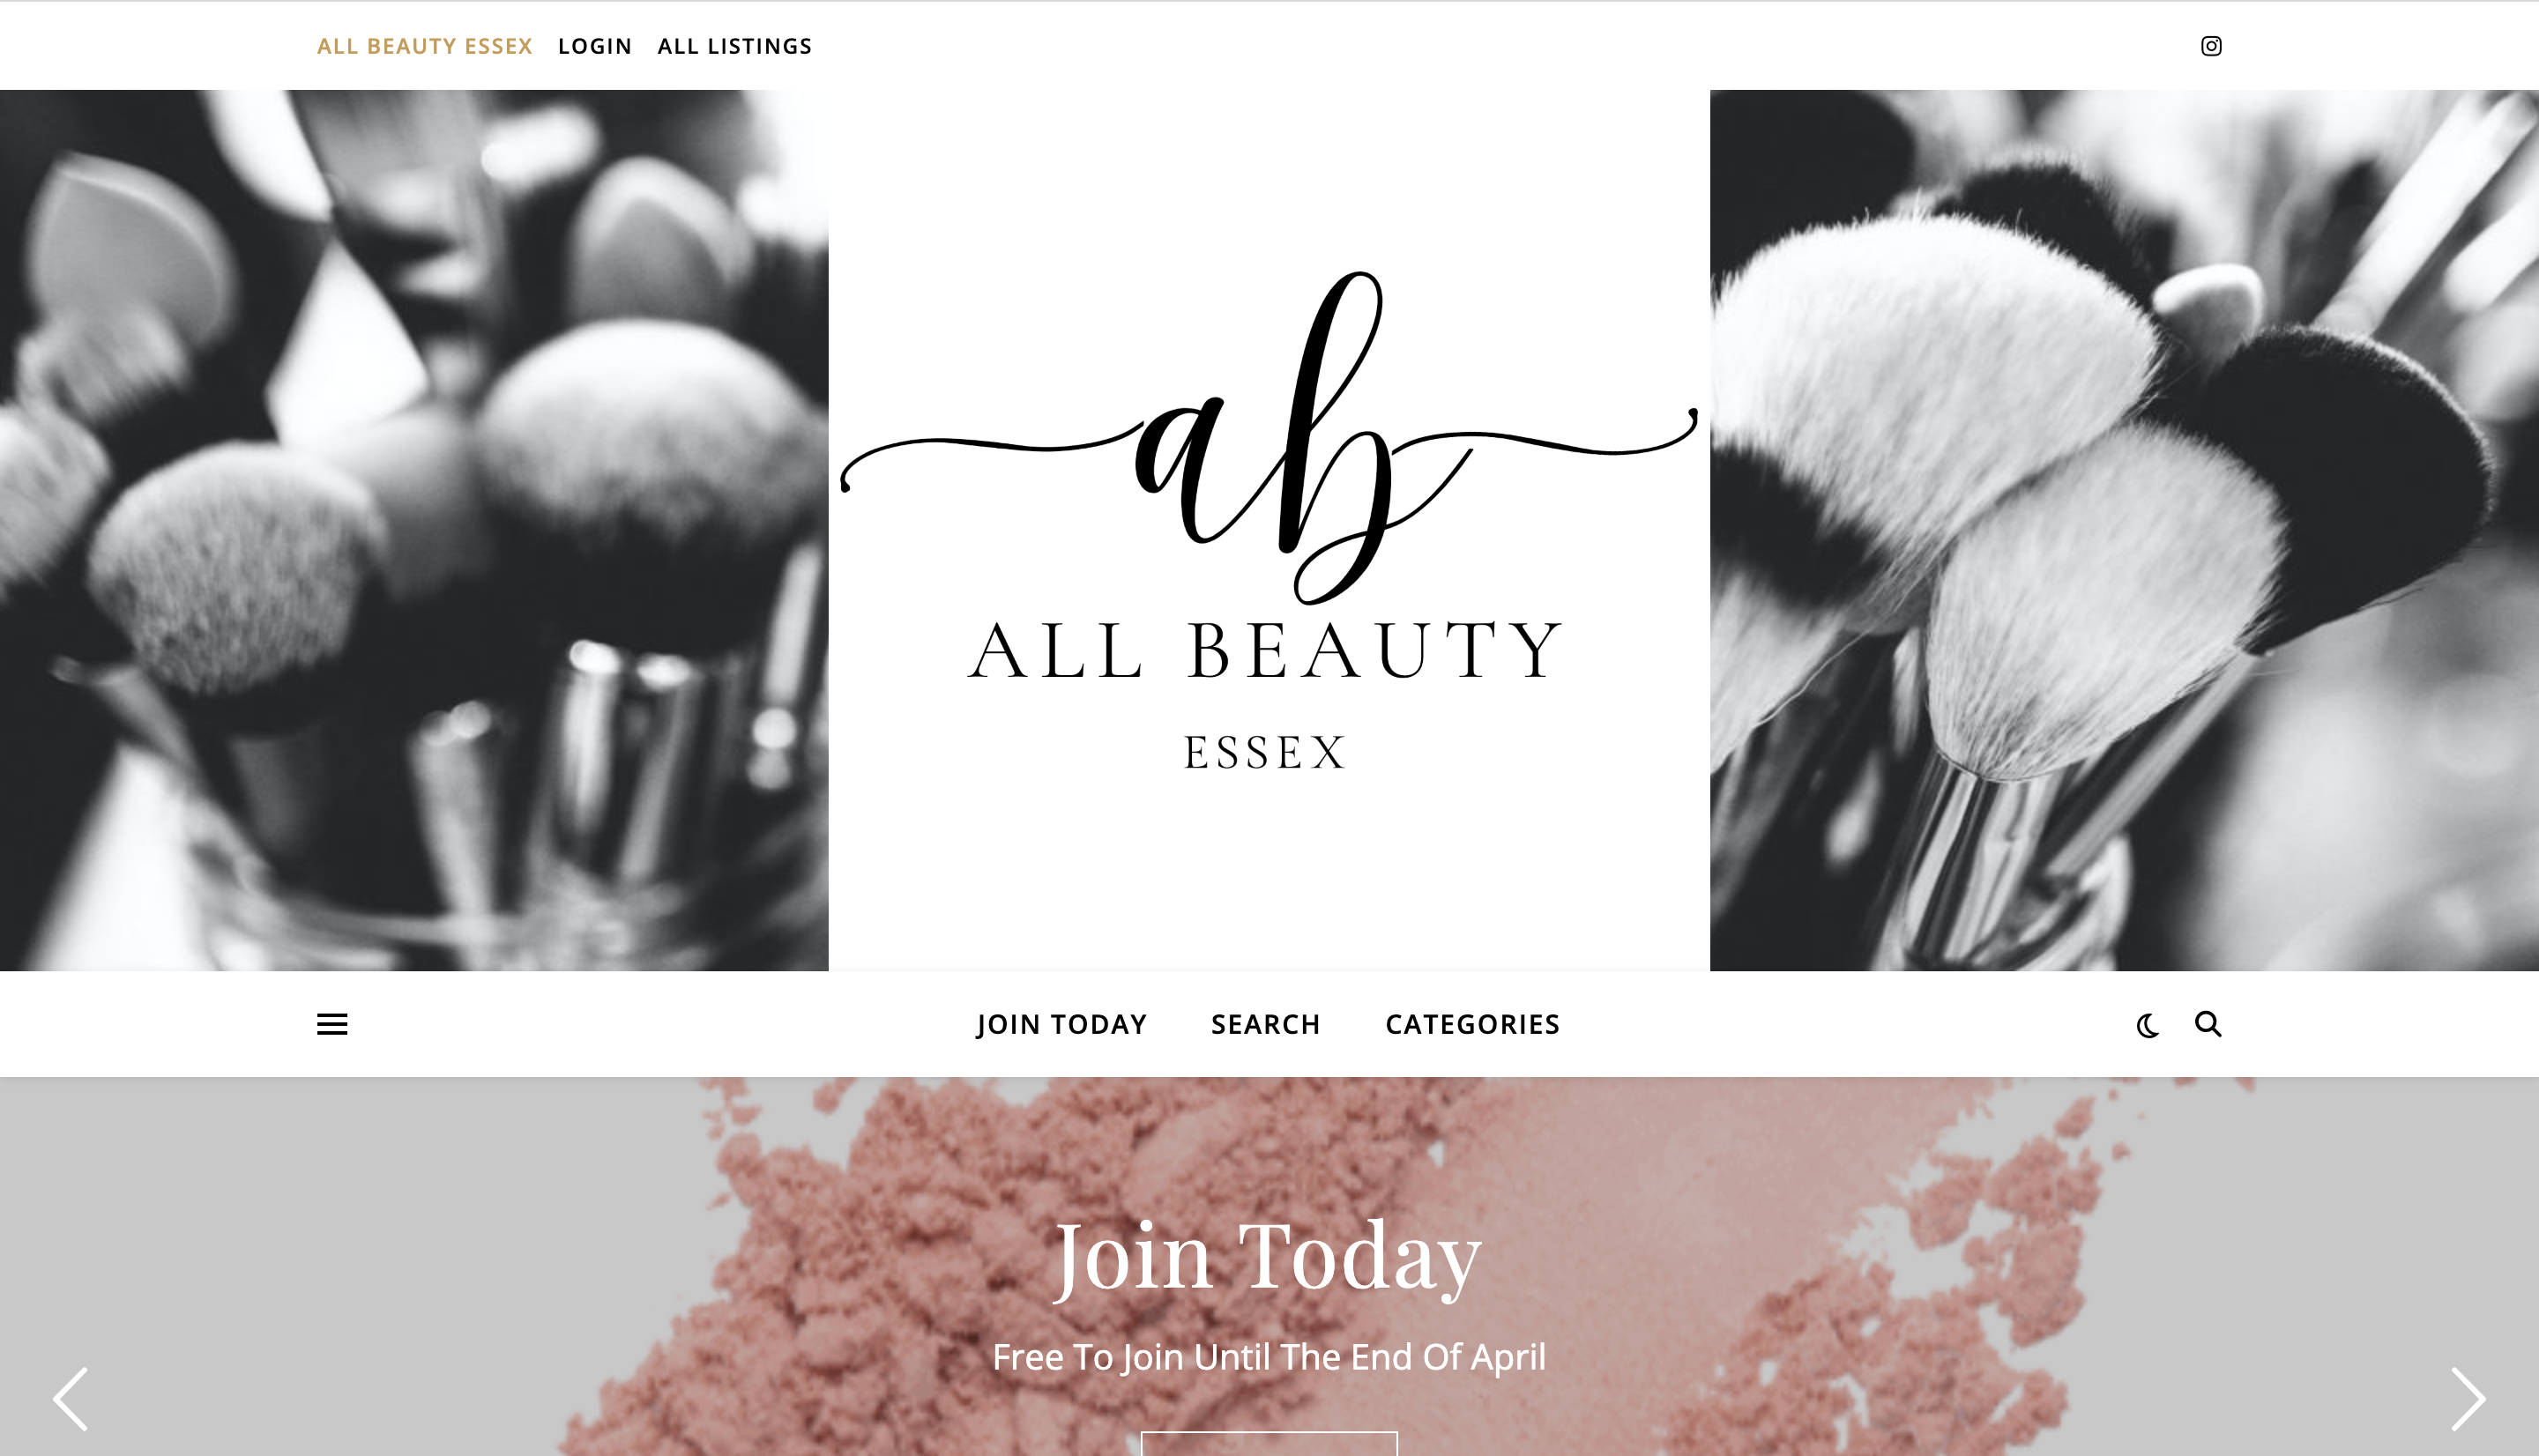 ALL BEAUTY ESSEX LOGIN ALL LISTINGS
ab
ALL BEAUTY
ESSEX
JOIN TODAY SEARCH CATEGORIES
Join Today
Free To Join Until The End Of April